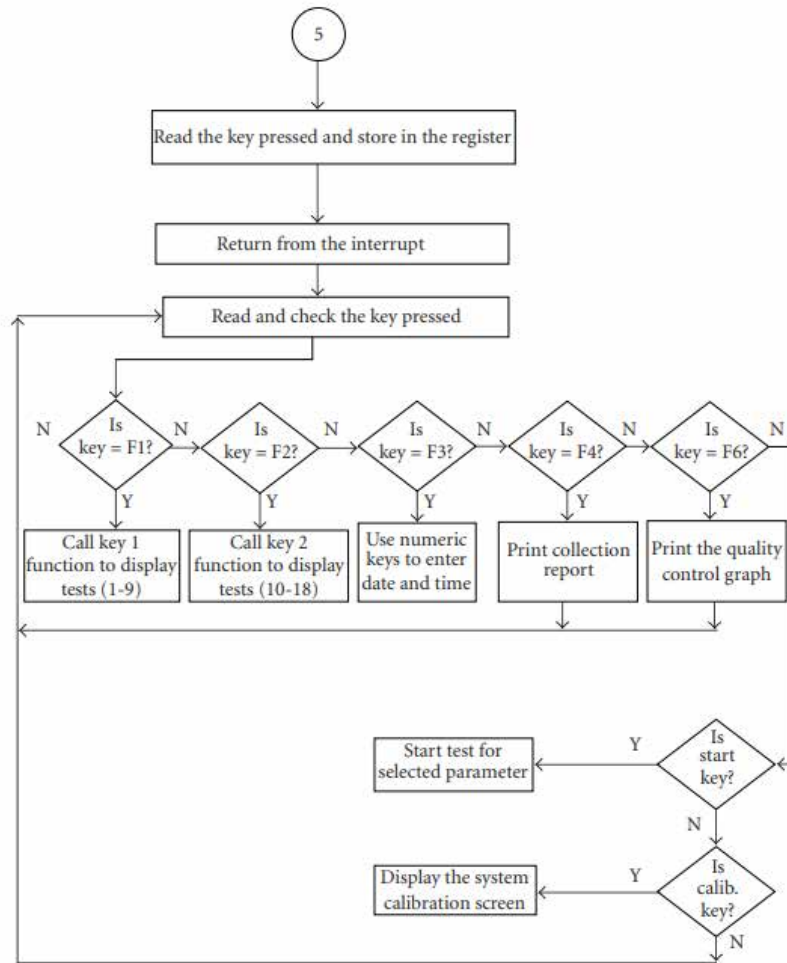 5
Read the key pressed and store in the register
Return from the interrupt
Read and check the key pressed
N
Is
key = F1?
N
Is
key = F2?
N
Is
key = F3?
N
Is
key = F4?
N
Is
key = F6?
N
Y
Y
Y
Y
Y
Call key 1
function to display
tests (1-9)
Call key 2
function to display
tests (10-18)
Use numeric
keys to enter
date and time
Print collection
report
Print the quality
control graph
Start test for
selected parameter
Y
Is
start
key?
N
Display the system
calibration screen
Y
Is
calib.
key?
N